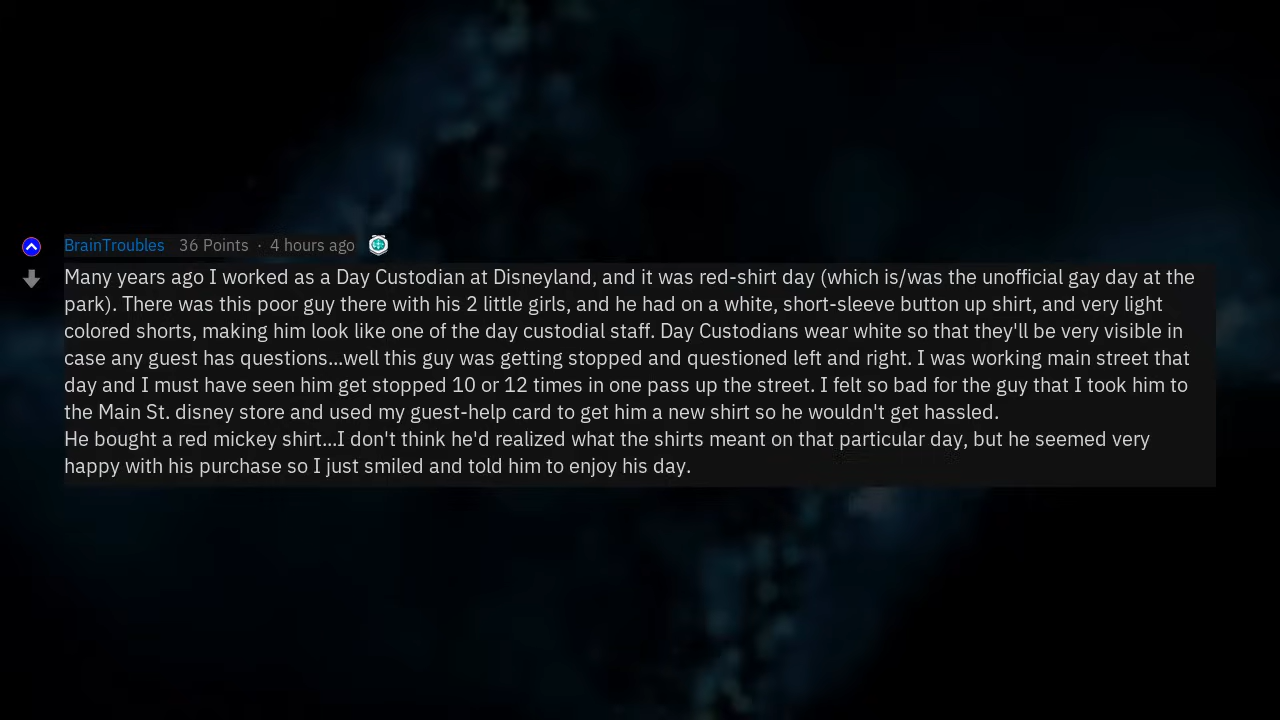 BrainTroubles 36 Points · 4 hours ago
Many years ago I worked as a Day Custodian at Disneyland, and it was red-shirt day (which is/was the unofficial gay day at the
park). There was this poor guy there with his 2 little girls, and he had on a white, short-sleeve button up shirt, and very light
colored shorts, making him look like one of the day custodial staff. Day Custodians wear white so that they'll be very visible in
case any guest has questions...well this guy was getting stopped and questioned left and right. I was working main street that
day and I must have seen him get stopped 10 or 12 times in one pass up the street. I felt so bad for the guy that I took him to
the Main St. disney store and used my guest-help card to get him a new shirt so he wouldn't get hassled.
He bought a red mickey shirt...I don't think he'd realized what the shirts meant on that particular day, but he seemed very
happy with his purchase so I just smiled and told him to enjoy his day.